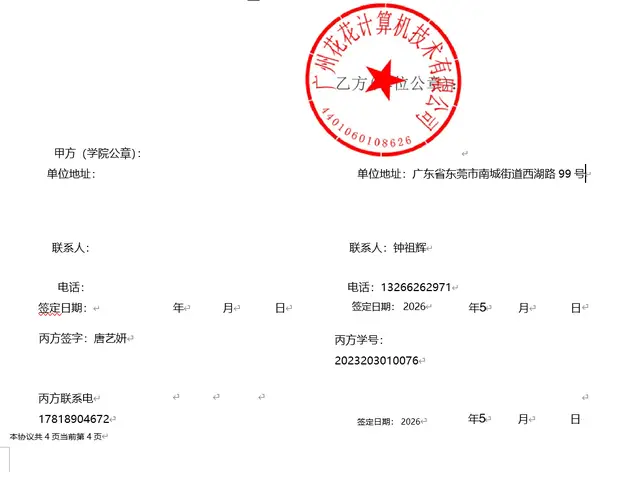 广州花花计算机技术有限公司
乙方(单位公章):
4401060108626
甲方（学院公章）：
单位地址：
单位地址：广东省东莞市南城街道西湖路 99 号
联系人：
联系人：钟祖辉
电话：
电话：13266262971
签定日期： 年 月 日
签定日期： 2026 年5 月 日
丙方签字：唐艺妍
丙方学号：
2023203010076
丙方联系电
17818904672
签定日期： 2026 年5 月 日
本协议共 4 页当前第 4 页